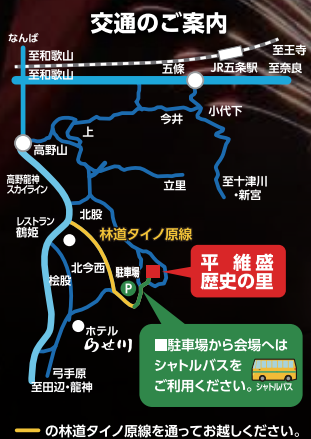 交通のご案内
なんば
至和歌山
至王寺
至和歌山
五條
JR五条駅
至奈良
小代下
今井
上
高野山
高野龍神
スカイライン
立里
至十津川
・新宮
北股
レストラン
鶴姫
林道タイノ原線
北今西
駐車場
P
平 維盛
歴史の里
桧股
ホテル
らせ川
■駐車場から会場へは
シャトルバスを
ご利用ください。
シャトルバス
弓手原
至田辺・龍神
の林道タイノ原線を通ってお越しください。